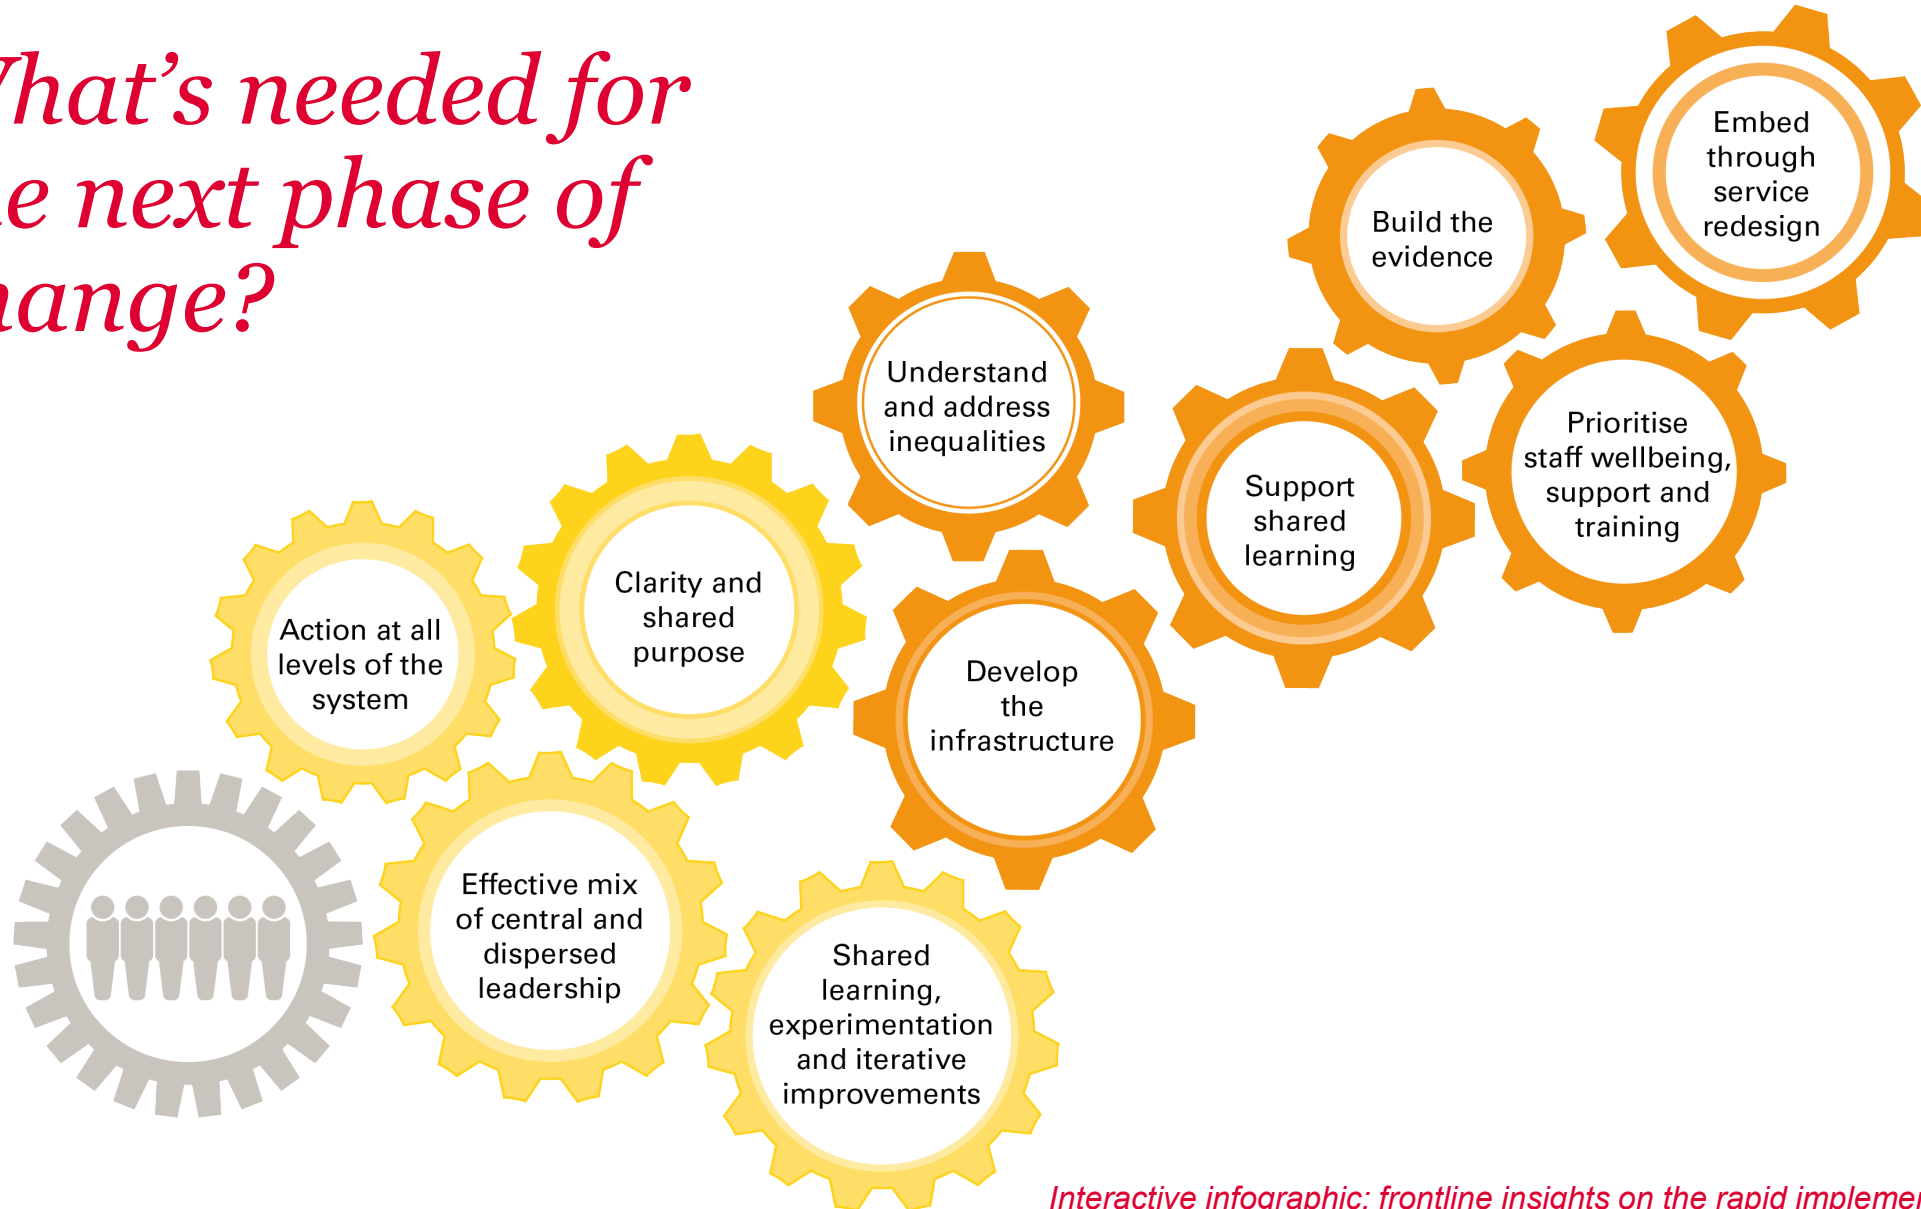 What's needed for
the next phase of
change?
Embed
through
service
redesign
Build the
evidence
Understand
and address
inequalities
Prioritise
staff wellbeing,
support and
training
Support
shared
learning
Clarity and
shared
purpose
Action at all
levels of the
system
Develop
the
infrastructure
Effective mix
of central and
dispersed
leadership
Shared
learning,
experimentation
and iterative
improvements
Interactive infographic: frontline insights on the rapid